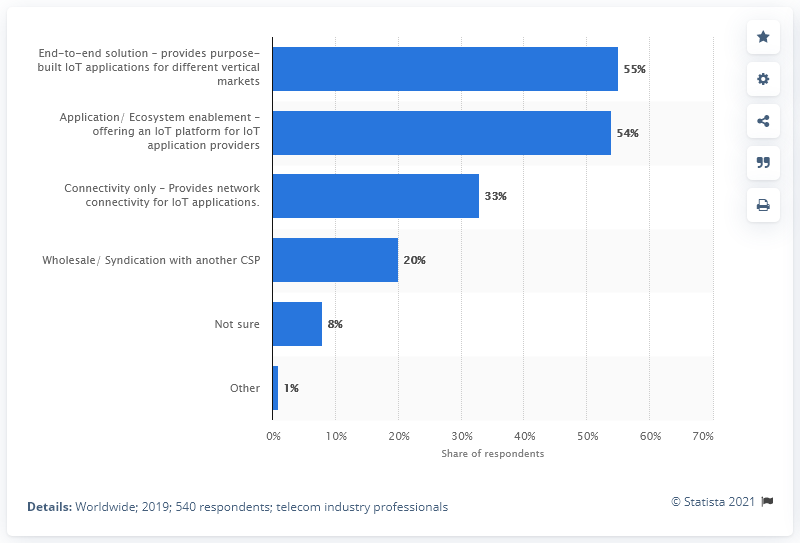 End-to-end solution – provides purpose-
built IoT applications for different vertical
markets
55%
Application/ Ecosystem enablement –
offering an IoT platform for IoT
application providers
54%
Connectivity only – Provides network
connectivity for IoT applications.
33%
Wholesale/ Syndication with another CSP
20%
Not sure
8%
Other
1%
0% 10% 20% 30% 40% 50% 60% 70%
Share of respondents
Details: Worldwide; 2019; 540 respondents; telecom industry professionals
© Statista 2021